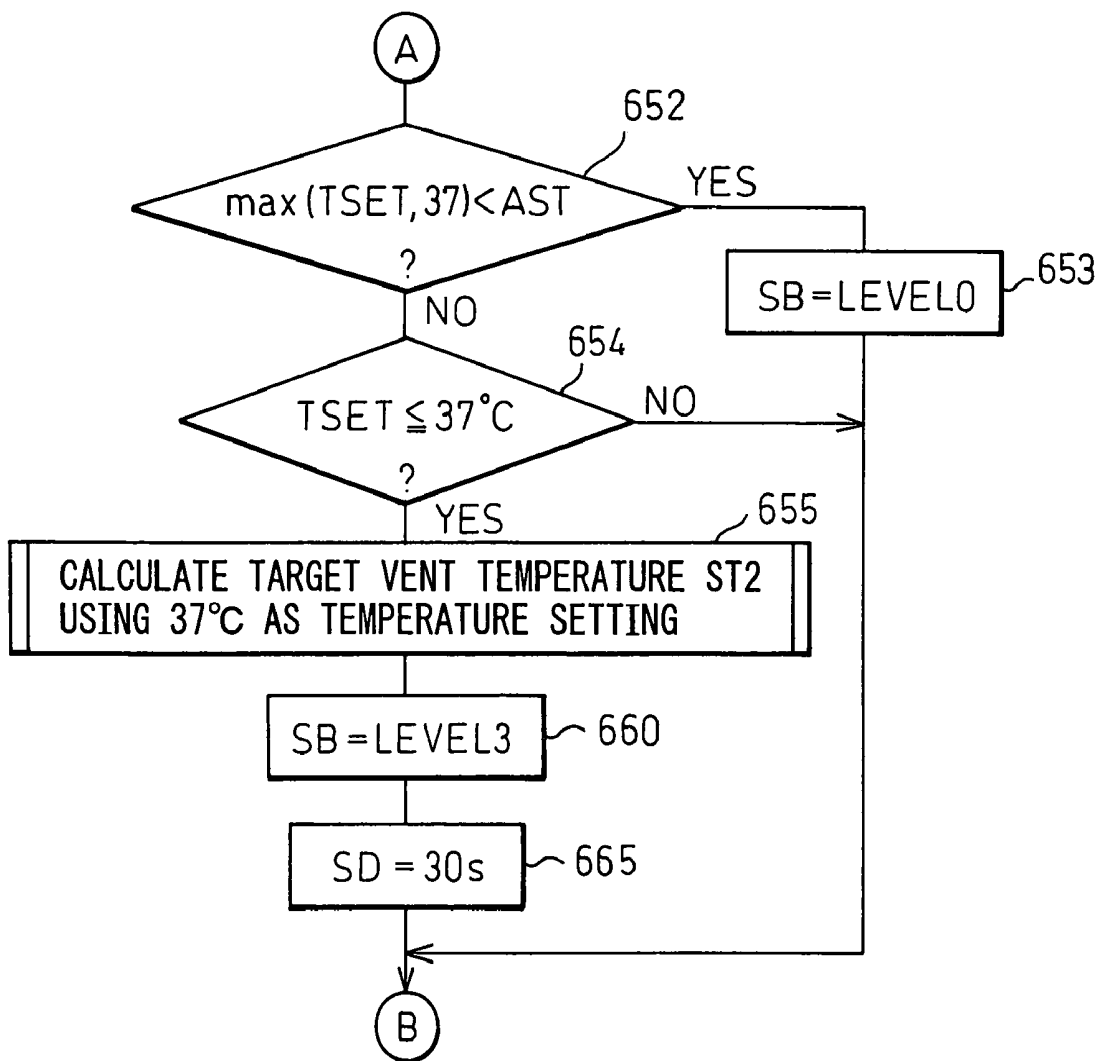 A
652
max(TSET,37)<AST
YES
?
653
SB=LEVEL0
NO
654
TSET≦37°C
NO
?
YES
655
CALCULATE TARGET VENT TEMPERATURE ST2
USING 37℃ AS TEMPERATURE SETTING
SB=LEVEL3
660
SD=30s
665
B